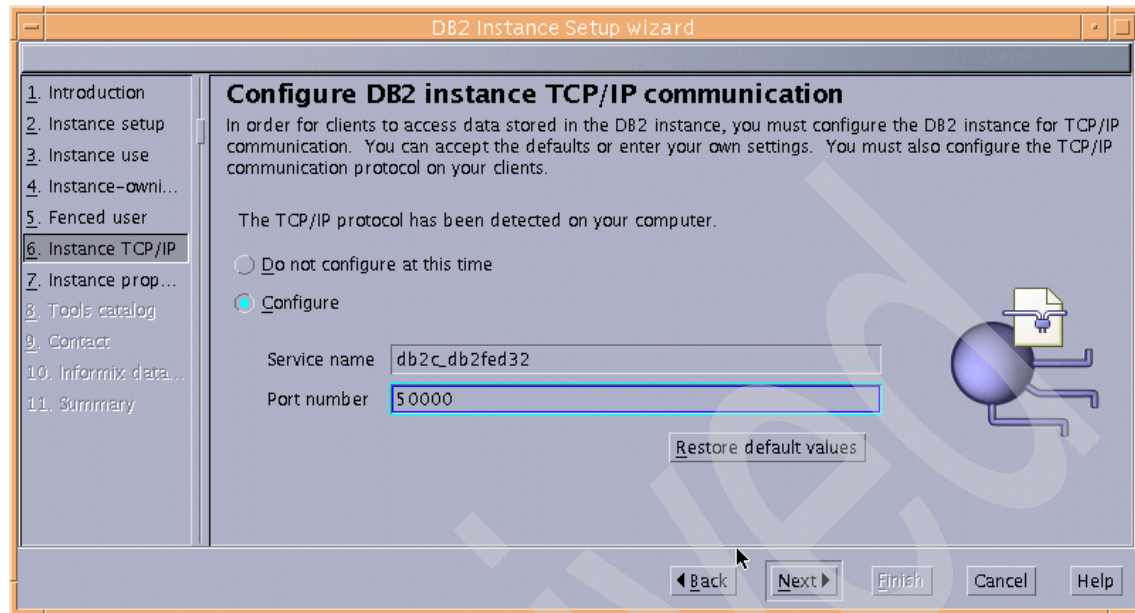 DB2 Instance Setup wizard
1. Introduction
2. Instance setup
3. Instance use
4. Instance-owni...
5. Fenced user
6. Instance TCP/IP
7. Instance prop...
8. Tools catalog
9. Contact
10. Informix data...
11. Summary
Configure DB2 instance TCP/IP communication
In order for clients to access data stored in the DB2 instance, you must configure the DB2 instance for TCP/IP
communication. You can accept the defaults or enter your own settings. You must also configure the TCP/IP
communication protocol on your clients.
The TCP/IP protocol has been detected on your computer.
Do not configure at this time
Configure
Service name db2c_db2fed32
Port number 50000
Restore default values
Back Next Finish Cancel Help